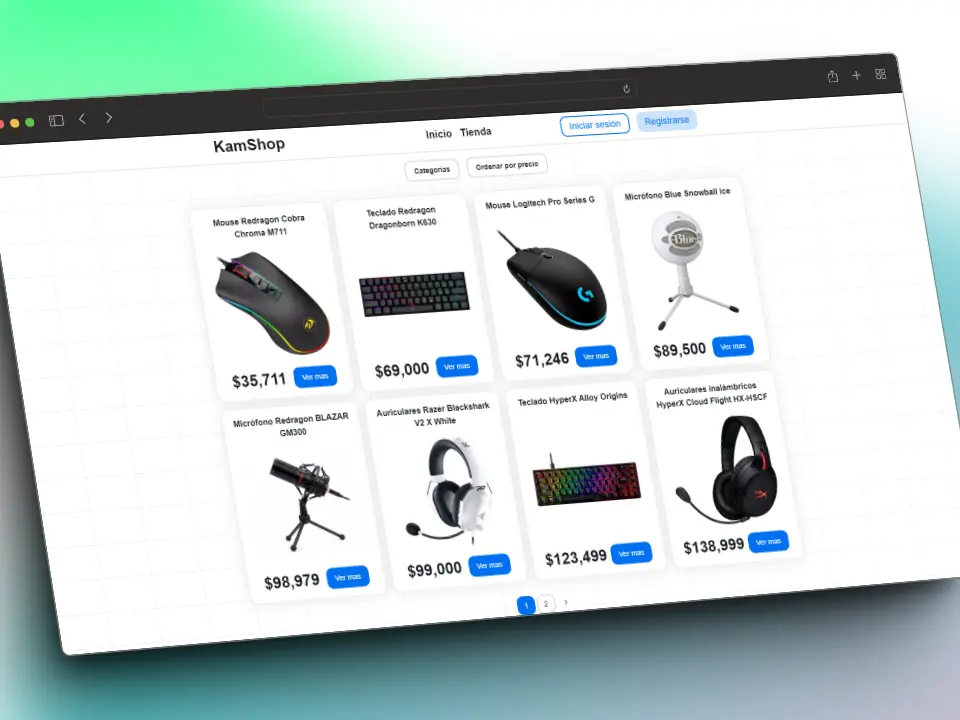 KamShop
Inicio Tienda
Iniciar sesión
Registrarse
Categorías
Ordenar por precio
Mouse Redragon Cobra
Chroma M711
$35,711
Ver mas
Teclado Redragon
Dragonborn K630
$69,000
Ver mas
Mouse Logitech Pro Series G
$71,246
Ver mas
Micrófono Blue Snowball Ice
Blue
$89,500
Ver mas
Micrófono Redragon BLAZAR
GM300
$98,979
Ver mas
Auriculares Razer Blackshark
V2 X White
$99,000
Ver mas
Teclado HyperX Alloy Origins
$123,499
Ver mas
Auriculares inalámbricos
HyperX Cloud Flight HX-HSCF
$138,999
Ver mas
1 2